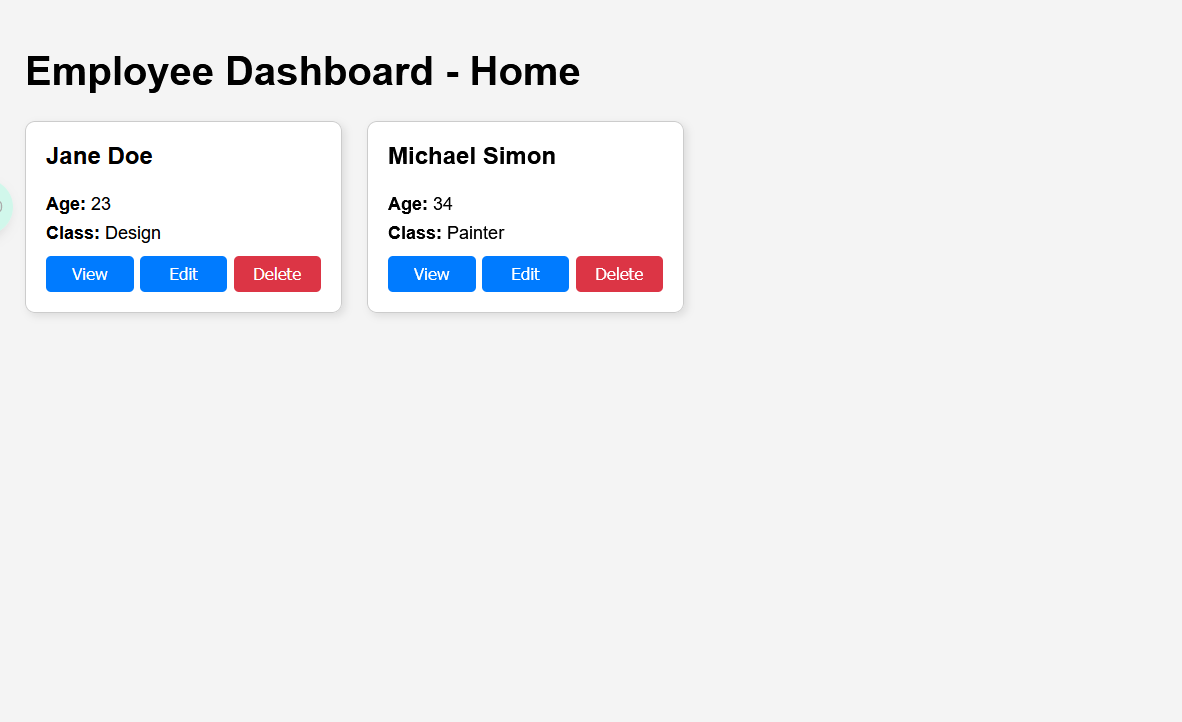 Employee Dashboard - Home
Jane Doe
Age: 23
Class: Design
View Edit Delete
Michael Simon
Age: 34
Class: Painter
View Edit Delete